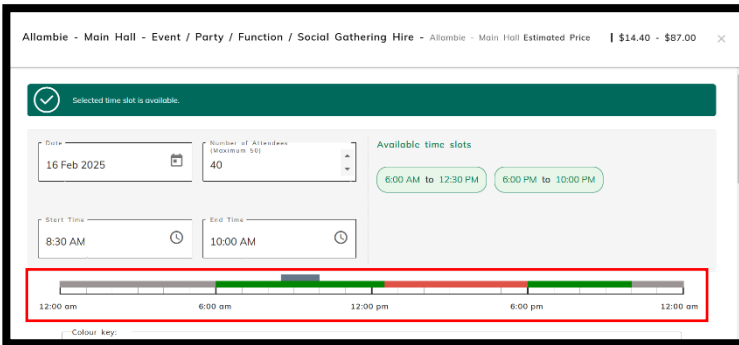 Allambie - Main Hall - Event / Party / Function / Social Gathering Hire - Allambie - Main Hall Estimated Price | $14.40 - $87.00 ×
Selected time slot is available.
Date
16 Feb 2025
Number of Attendees
(Maximum 50)
40
Available time slots
6:00 AM to 12:30 PM
6:00 PM to 10:00 PM
Start Time
8:30 AM
End Time
10:00 AM
12:00 am 6:00 am 12:00 pm 6:00 pm 12:00 am
Colour key: